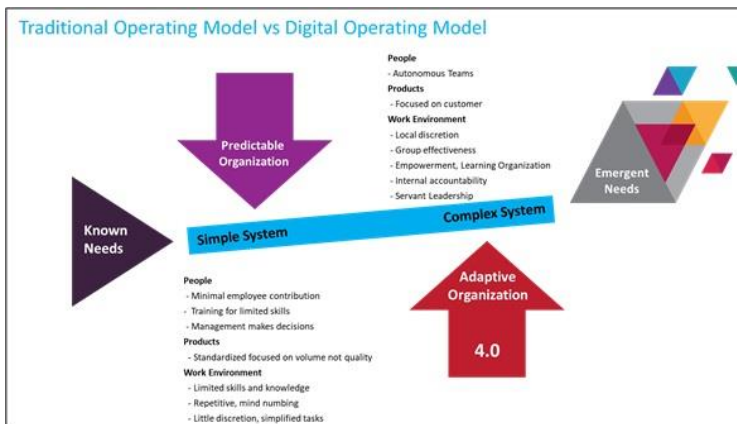 Traditional Operating Model vs Digital Operating Model
People
- Autonomous Teams
Products
- Focused on customer
Work Environment
- Local discretion
- Group effectiveness
- Empowerment, Learning Organization
- Internal accountability
- Servant Leadership
Predictable
Organization
Emergent
Needs
Known
Needs
Simple System
Complex System
People
- Minimal employee contribution
- Training for limited skills
- Management makes decisions
Products
- Standardized focused on volume not quality
Work Environment
- Limited skills and knowledge
- Repetitive, mind numbing
- Little discretion, simplified tasks
Adaptive
Organization
4.0